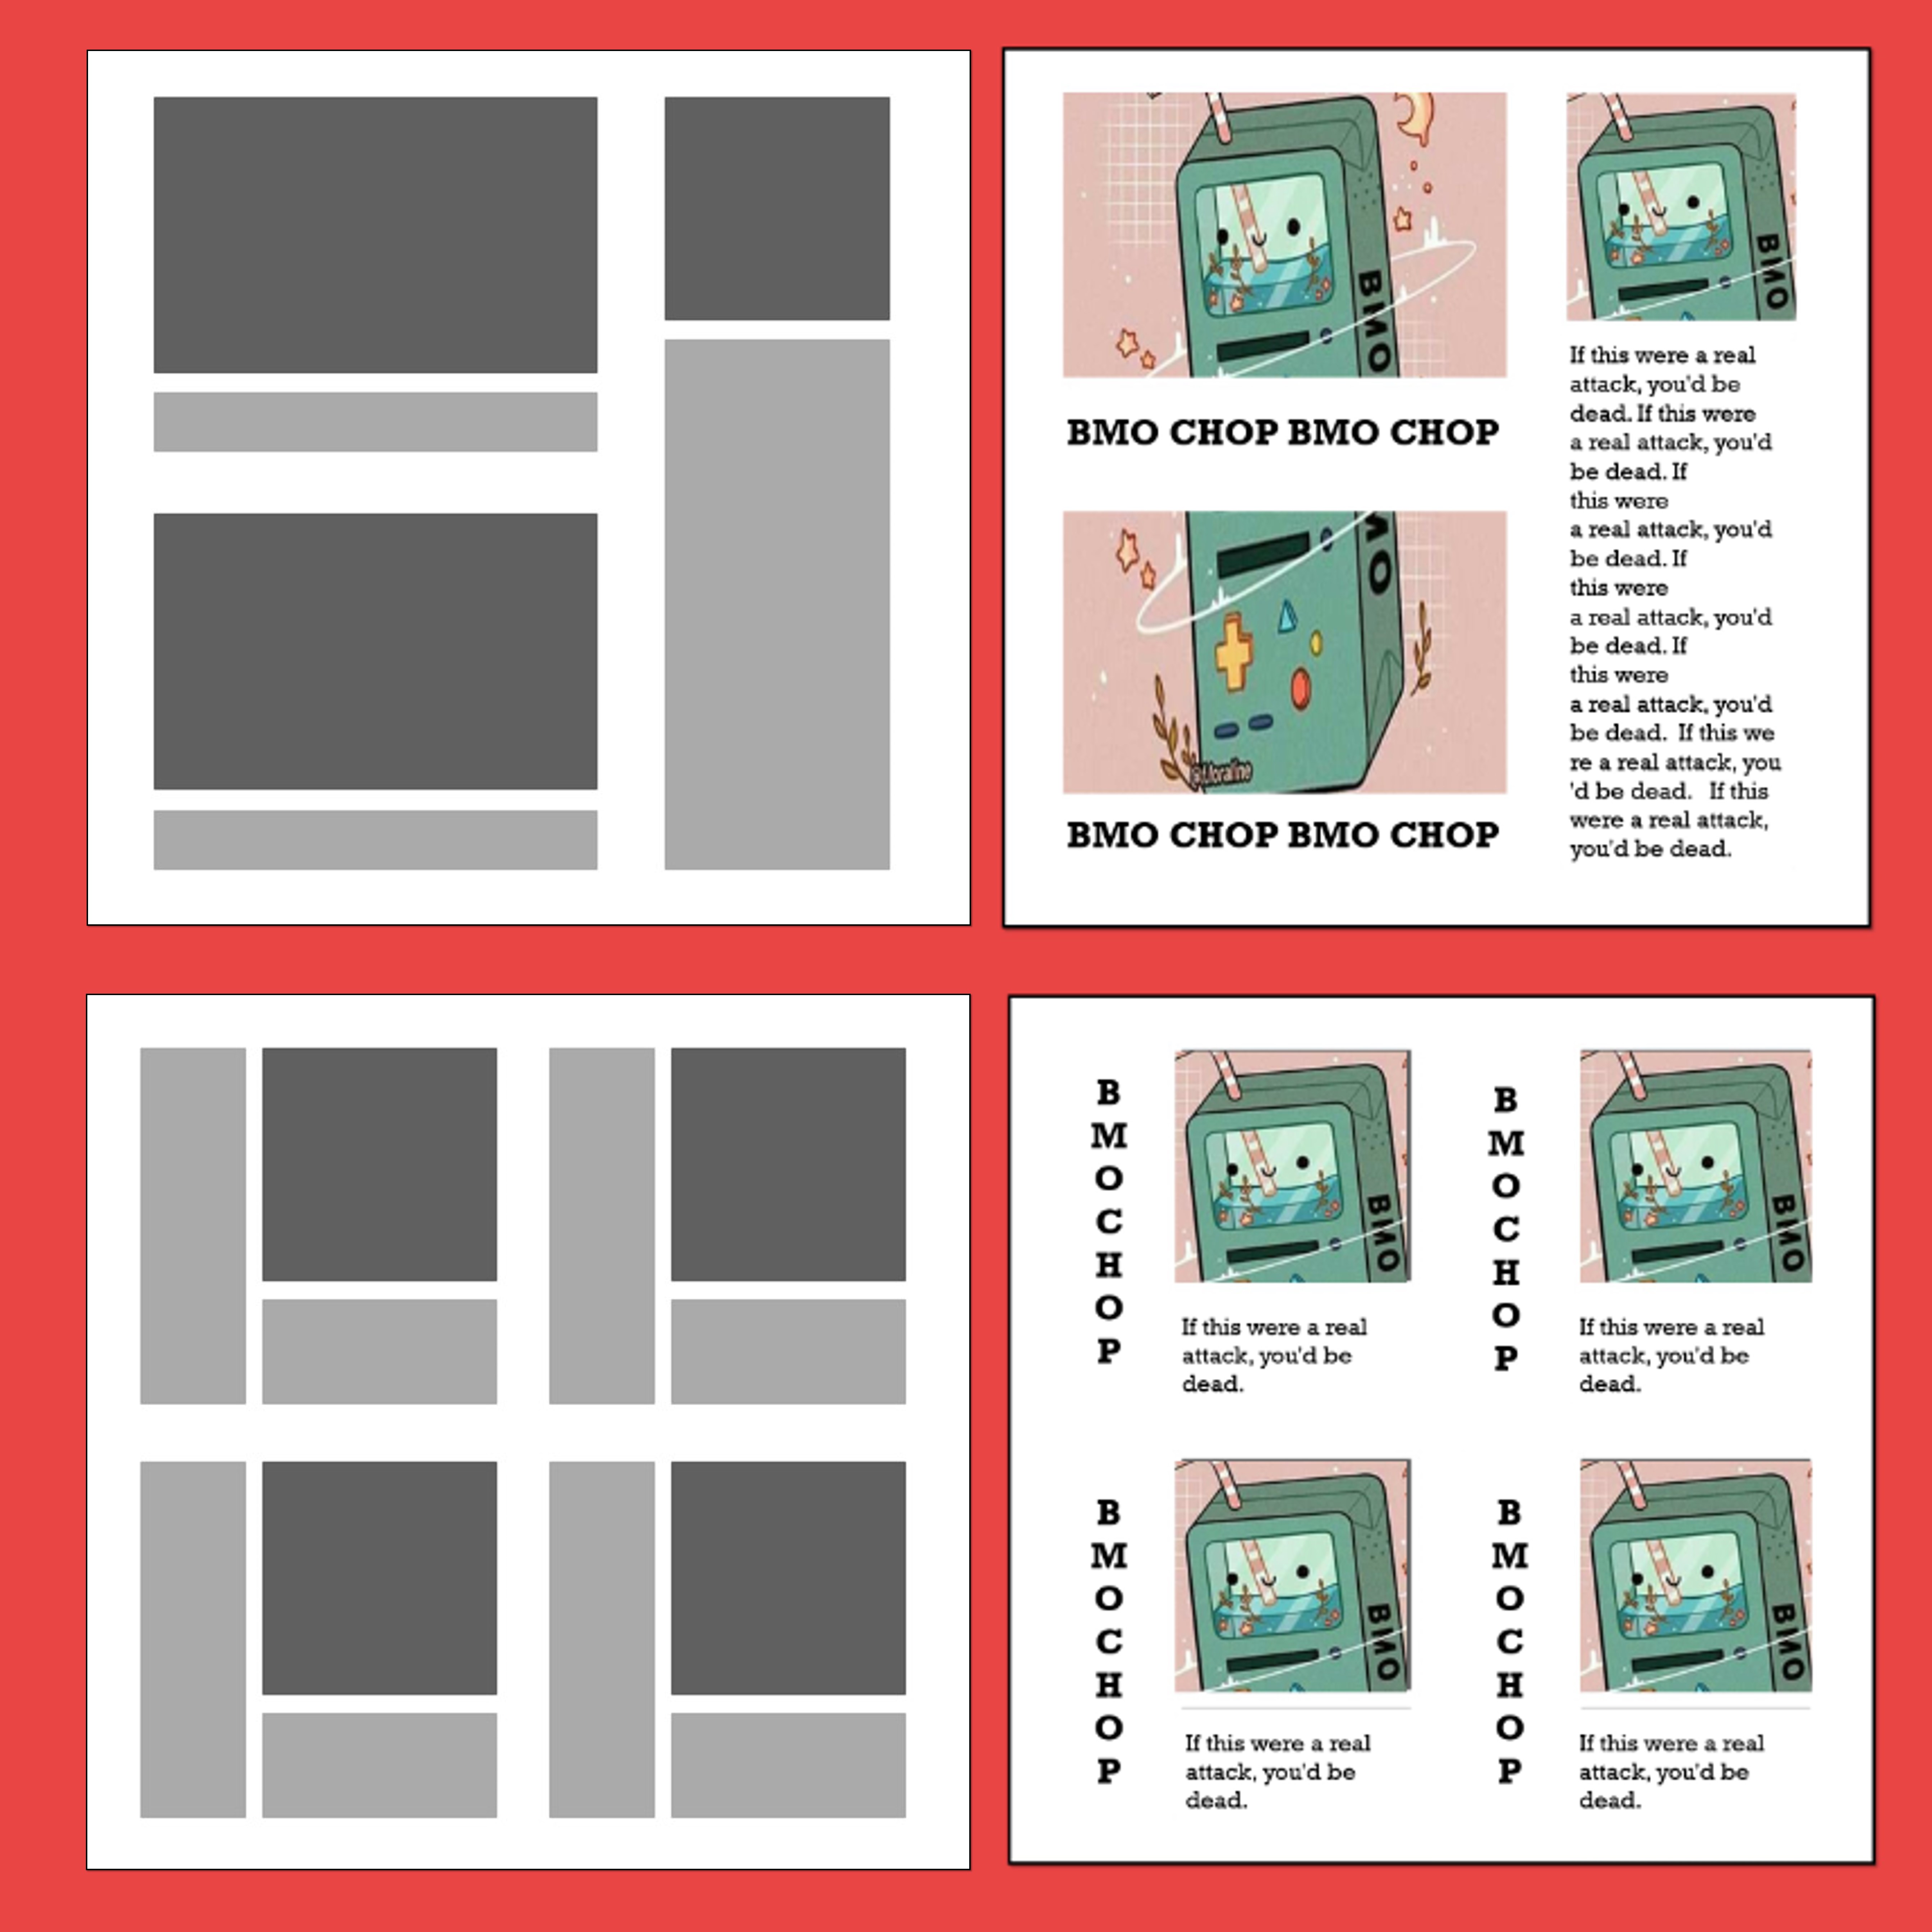 BMO
BMO CHOP BMO CHOP
MO
BMO CHOP BMO CHOP
BMO
If this were a real
attack, you'd be
dead. If this were
a real attack, you'd
be dead. If
this were
a real attack, you'd
be dead. If
this were
a real attack, you'd
be dead. If
this were
a real attack, you'd
be dead. If this we
re a real attack, you
'd be dead. If this
were a real attack,
you'd be dead.
BMOCHOP
BMO
If this were a real
attack, you'd be
dead.
BMOCHOP
BMO
If this were a real
attack, you'd be
dead.
BMOCHOP
BMO
If this were a real
attack, you'd be
dead.
BMOCHOP
BMO
If this were a real
attack, you'd be
dead.